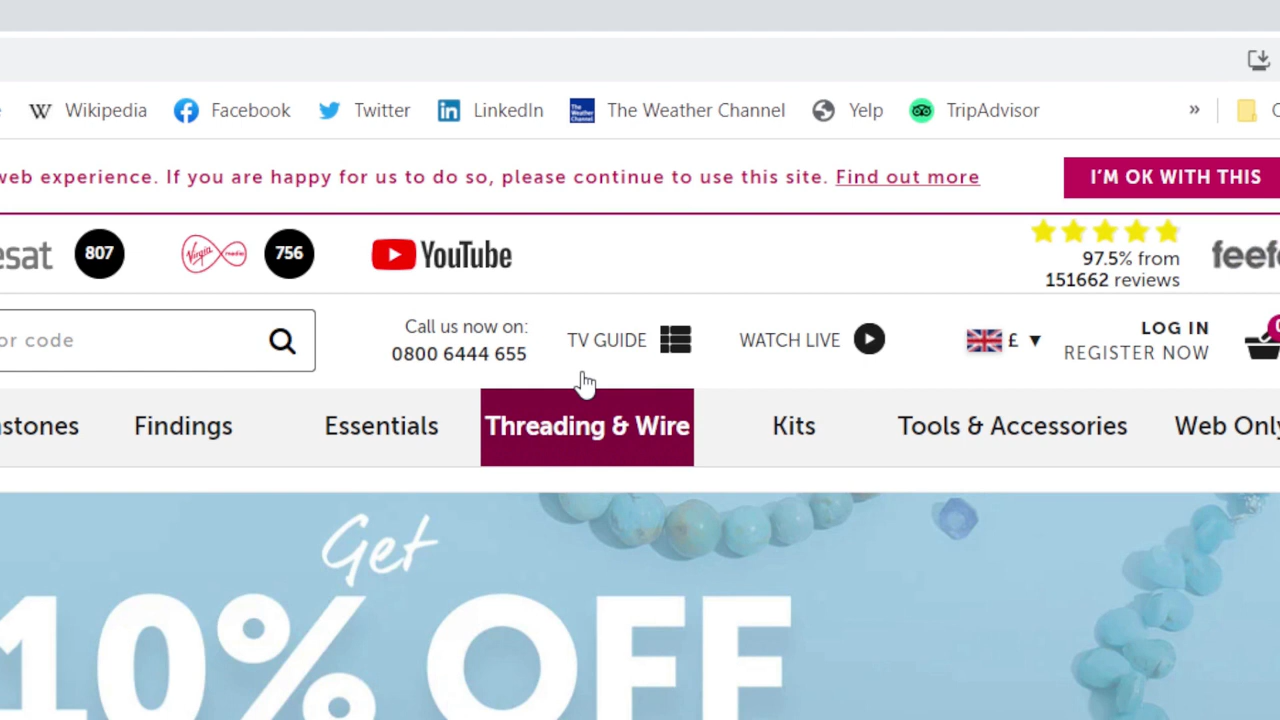 Wikipedia Facebook Twitter LinkedIn The Weather Channel Yelp TripAdvisor »
web experience. If you are happy for us to do so, please continue to use this site. Find out more
I'M OK WITH THIS
esat 807 Virgin media 756 YouTube
97.5% from
151662 reviews
feefo
or code
Call us now on:
0800 6444 655
TV GUIDE
WATCH LIVE
£ ▼
LOG IN
REGISTER NOW
stones Findings Essentials Threading & Wire Kits Tools & Accessories Web Only
Get
10% OFF